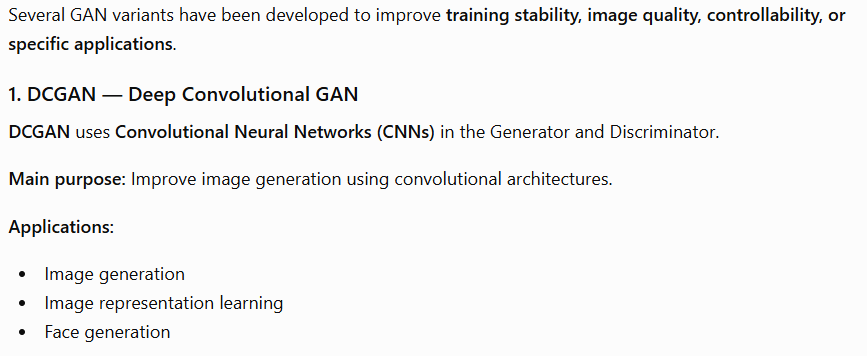 Several GAN variants have been developed to improve training stability, image quality, controllability, or
specific applications.
1. DCGAN — Deep Convolutional GAN
DCGAN uses Convolutional Neural Networks (CNNs) in the Generator and Discriminator.
Main purpose: Improve image generation using convolutional architectures.
Applications:
• Image generation
• Image representation learning
• Face generation